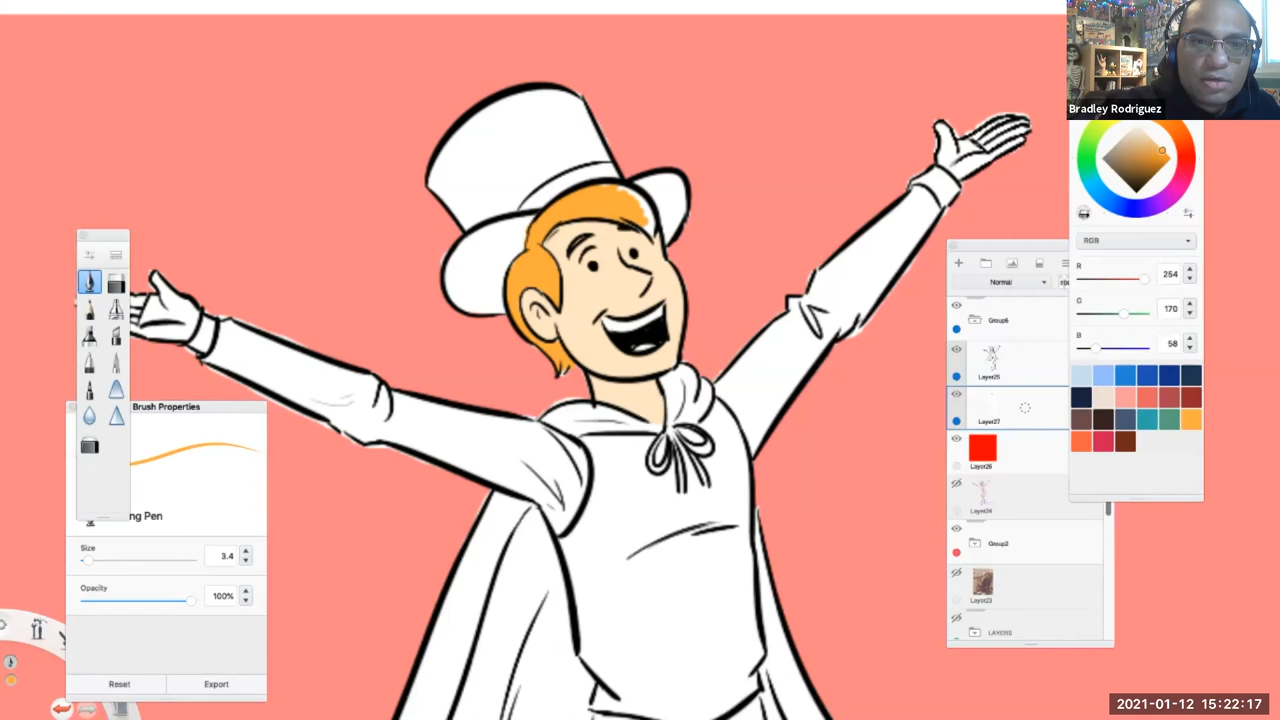 Bradley Rodriguez
RGB
R
254
G
170
B
58
Normal
Group6
Layer25
Layer27
Layer26
Layer24
Group2
Layer23
LAYERS
Brush Properties
ng Pen
Size
3.4
Opacity
100%
Reset
Export
2021-01-12 15:22:17